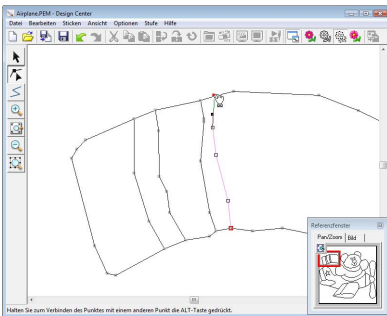 Airplane.PEM - Design Center
Datei Bearbeiten Sticken Ansicht Optionen Stufe Hilfe
Referenzfenster
Pan/Zoom Bild
Halten Sie zum Verbinden des Punktes mit einem anderen Punkt die ALT-Taste gedrückt.